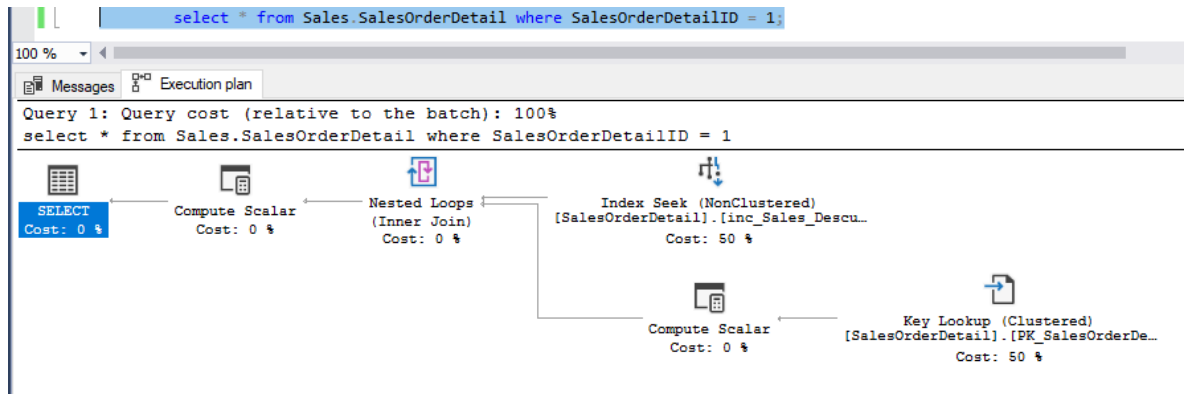 select * from Sales.SalesOrderDetail where SalesOrderDetailID = 1;
100 %
Messages Execution plan
Query 1: Query cost (relative to the batch): 100%
select * from Sales.SalesOrderDetail where SalesOrderDetailID = 1
SELECT
Cost: 0 %
Compute Scalar
Cost: 0 %
Nested Loops
(Inner Join)
Cost: 0 %
Index Seek (NonClustered)
[SalesOrderDetail].[inc_Sales_Descu…
Cost: 50 %
Compute Scalar
Cost: 0 %
Key Lookup (Clustered)
[SalesOrderDetail].[PK_SalesOrderDe…
Cost: 50 %